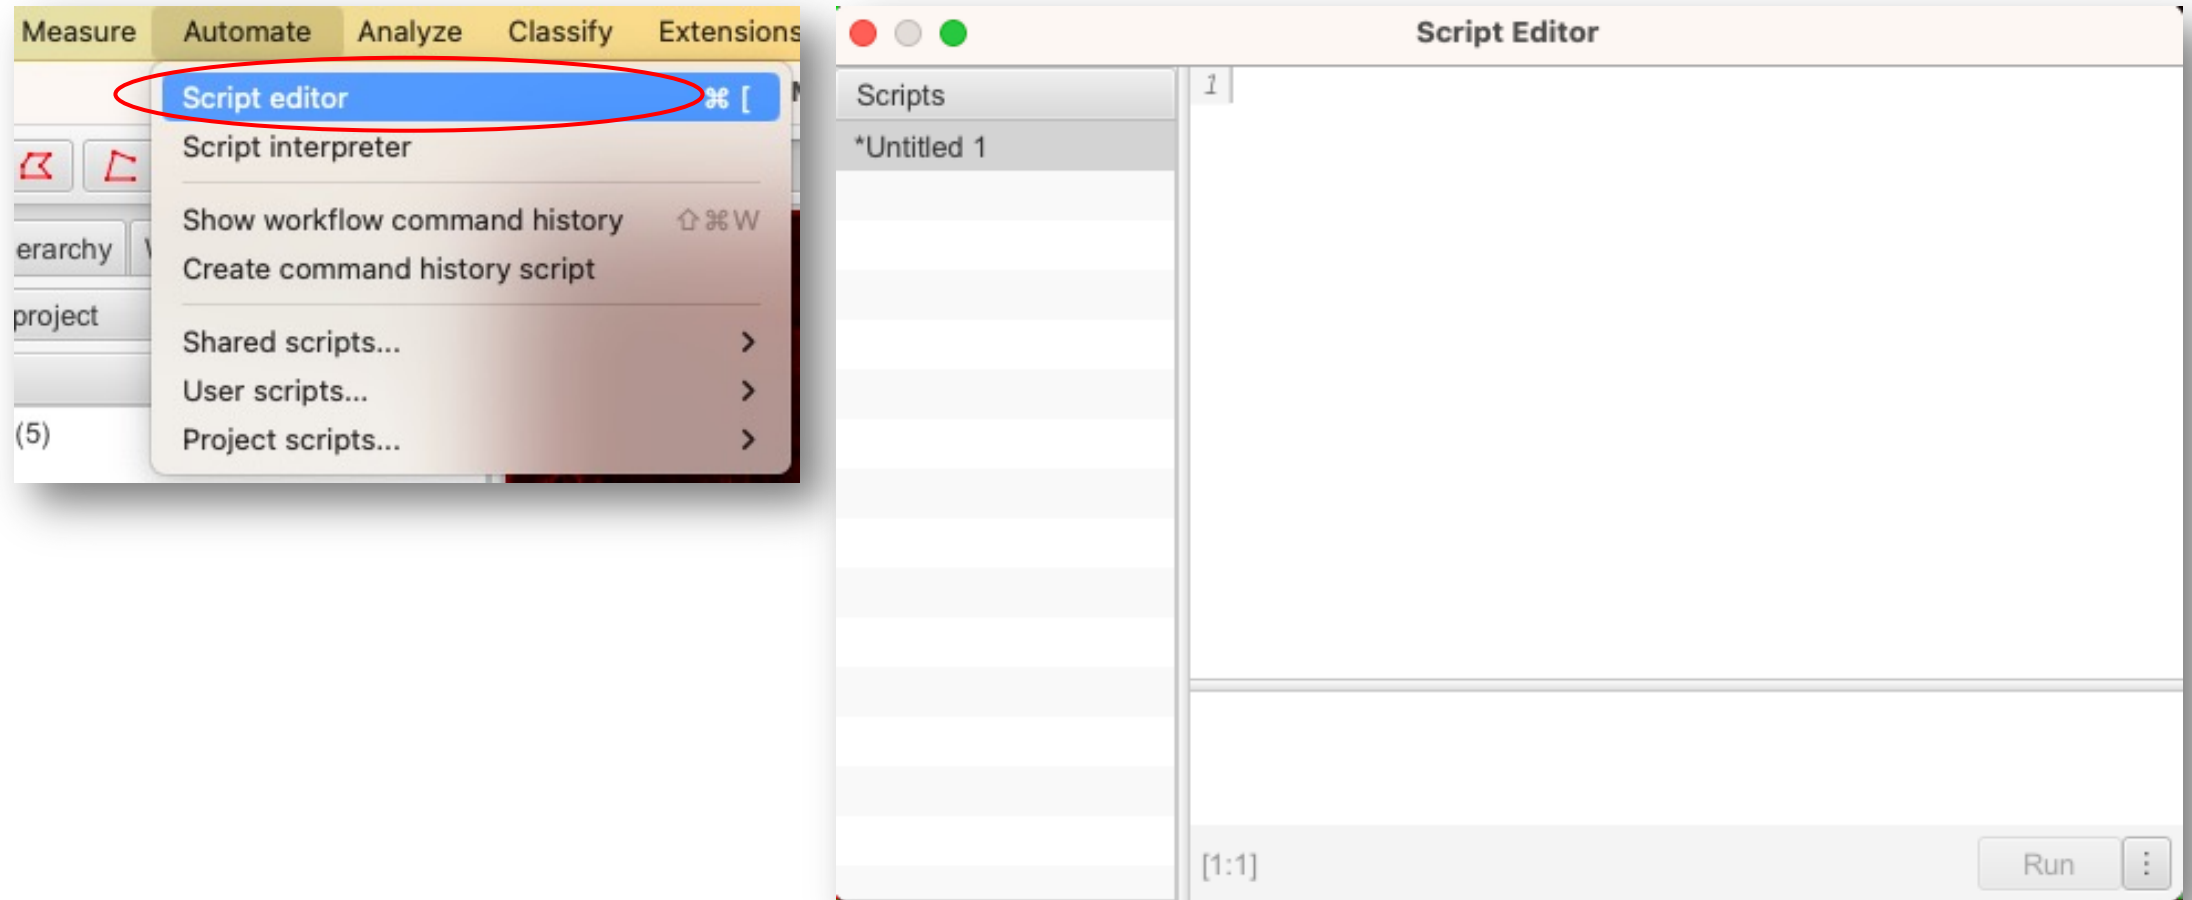 Measure Automate Analyze Classify Extensions
Script editor ⌘ [
Script interpreter
Show workflow command history ⇧⌘W
erarchy
Create command history script
project
Shared scripts...
User scripts...
(5)
Project scripts...
Script Editor
Scripts
1
*Untitled 1
[1:1]
Run